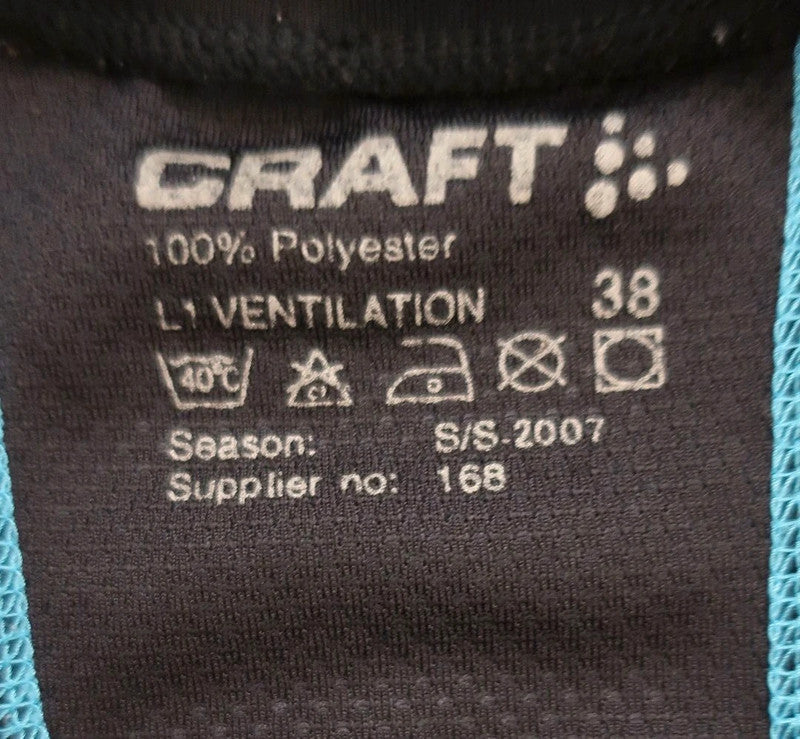 CRAFT
100% Polyester
L1 VENTILATION 38
40°C
Season: S/S-2007
Supplier no: 168